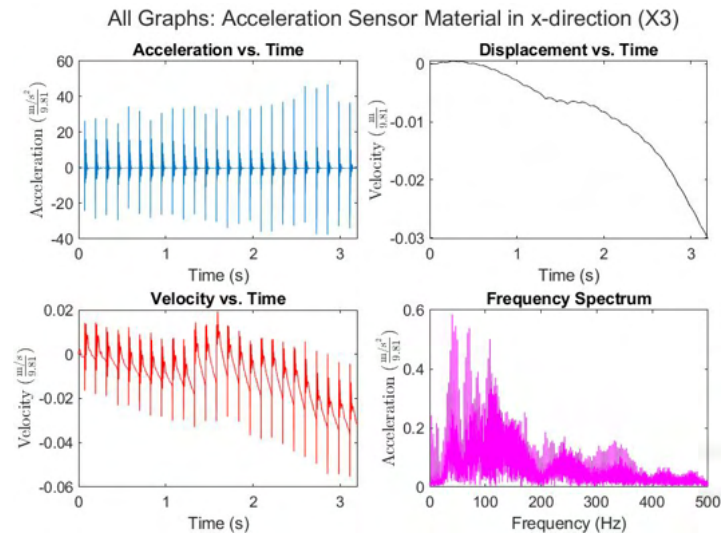 All Graphs: Acceleration Sensor Material in x-direction (X3)
Acceleration vs. Time
Acceleration (m/s²/9.81)
60
40
20
0
-20
-40
0
1
2
3
Time (s)
Displacement vs. Time
Velocity (m/9.81)
0
-0.01
-0.02
-0.03
0
1
2
3
Time (s)
Velocity vs. Time
Velocity (m/s/9.81)
0.02
0
-0.02
-0.04
-0.06
0
1
2
3
Time (s)
Frequency Spectrum
Acceleration (m/s²/9.81)
0.6
0.4
0.2
0
0
100
200
300
400
500
Frequency (Hz)